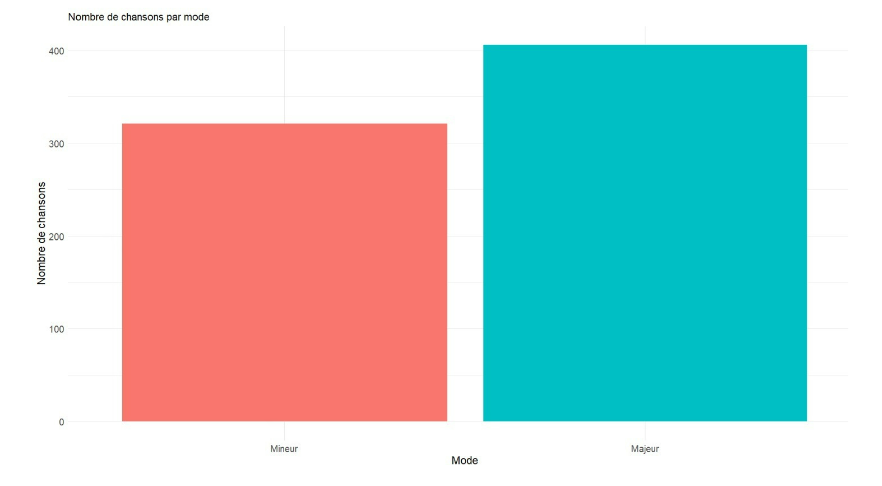 Nombre de chansons par mode
400
300
200
100
0
Nombre de chansons
Mineur
Majeur
Mode